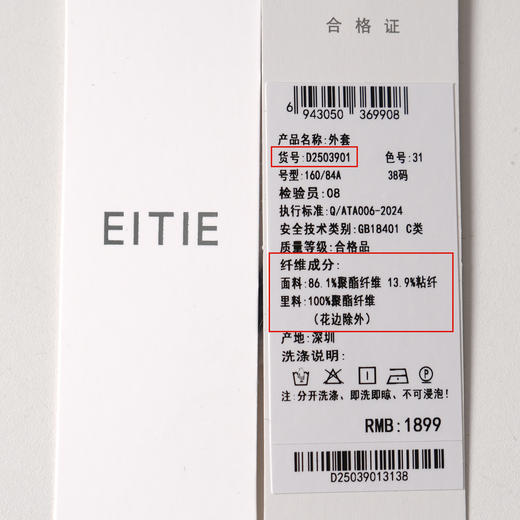 EITIE
合格证
6 943050 369908
产品名称:外套
货号:D2503901 色号:31
号型:160/84A 38码
检验员:08
执行标准:Q/ATA006-2024
安全技术类别:GB18401 C类
质量等级:合格品
纤维成分:
面料:86.1%聚酯纤维 13.9%粘纤
里料:100%聚酯纤维
(花边除外)
产地:深圳
洗涤说明:
注:分开洗涤、即洗即晾、不可浸泡!
RMB:1899
D25039013138